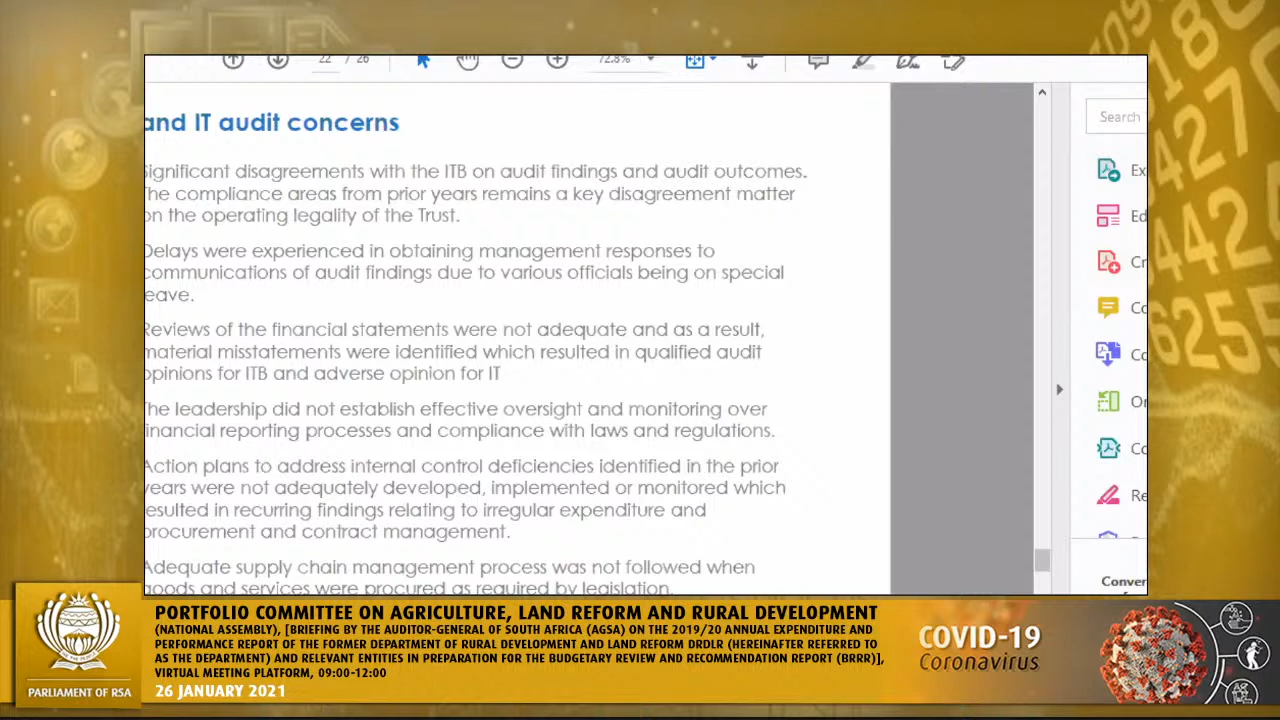 22 / 26
72.8%
and IT audit concerns
Significant disagreements with the ITB on audit findings and audit outcomes.
The compliance areas from prior years remains a key disagreement matter
on the operating legality of the Trust.
Delays were experienced in obtaining management responses to
communications of audit findings due to various officials being on special
leave.
Reviews of the financial statements were not adequate and as a result,
material misstatements were identified which resulted in qualified audit
opinions for ITB and adverse opinion for IT
The leadership did not establish effective oversight and monitoring over
financial reporting processes and compliance with laws and regulations.
Action plans to address internal control deficiencies identified in the prior
years were not adequately developed, implemented or monitored which
resulted in recurring findings relating to irregular expenditure and
procurement and contract management.
Adequate supply chain management process was not followed when
goods and services were procured as required by legislation.
Search
Ex
Ed
Cr
Co
Co
Or
Co
Re
Conver
PARLIAMENT OF RSA
PORTFOLIO COMMITTEE ON AGRICULTURE, LAND REFORM AND RURAL DEVELOPMENT
(NATIONAL ASSEMBLY), [BRIEFING BY THE AUDITOR-GENERAL OF SOUTH AFRICA (AGSA) ON THE 2019/20 ANNUAL EXPENDITURE AND
PERFORMANCE REPORT OF THE FORMER DEPARTMENT OF RURAL DEVELOPMENT AND LAND REFORM DRDLR (HEREINAFTER REFERRED TO
AS THE DEPARTMENT) AND RELEVANT ENTITIES IN PREPARATION FOR THE BUDGETARY REVIEW AND RECOMMENDATION REPORT (BRRR)],
VIRTUAL MEETING PLATFORM, 09:00-12:00
26 JANUARY 2021
COVID-19
Coronavirus